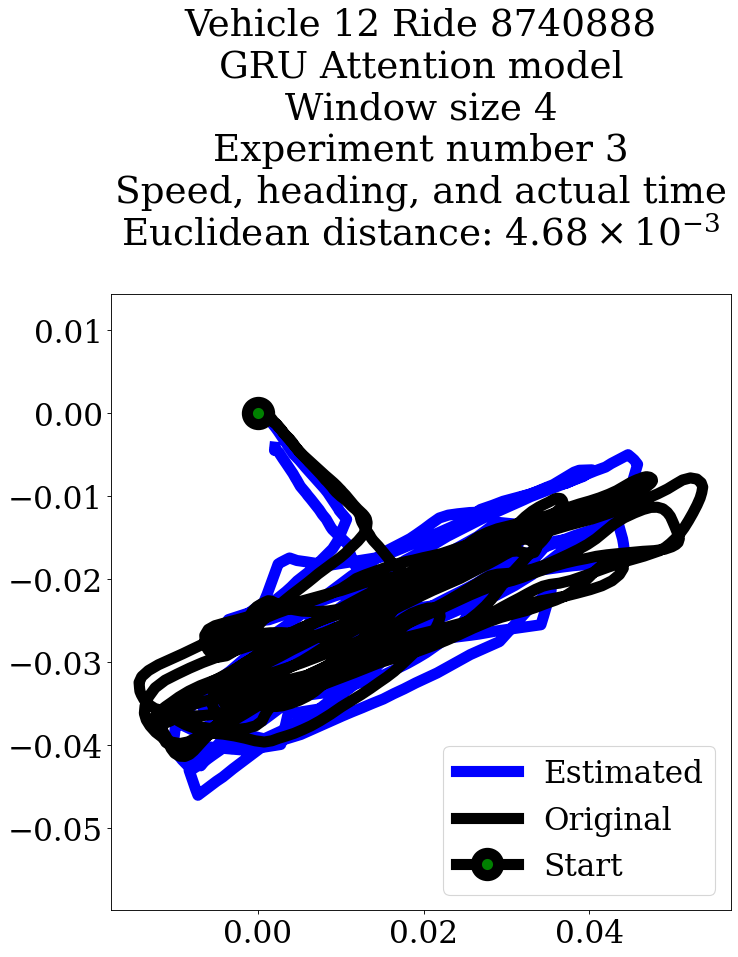 Vehicle 12 Ride 8740888
GRU Attention model
Window size 4
Experiment number 3
Speed, heading, and actual time
Euclidean distance: 4.68 × 10⁻³
0.01
0.00
−0.01
−0.02
−0.03
−0.04
−0.05
Estimated
Original
Start
0.00 0.02 0.04